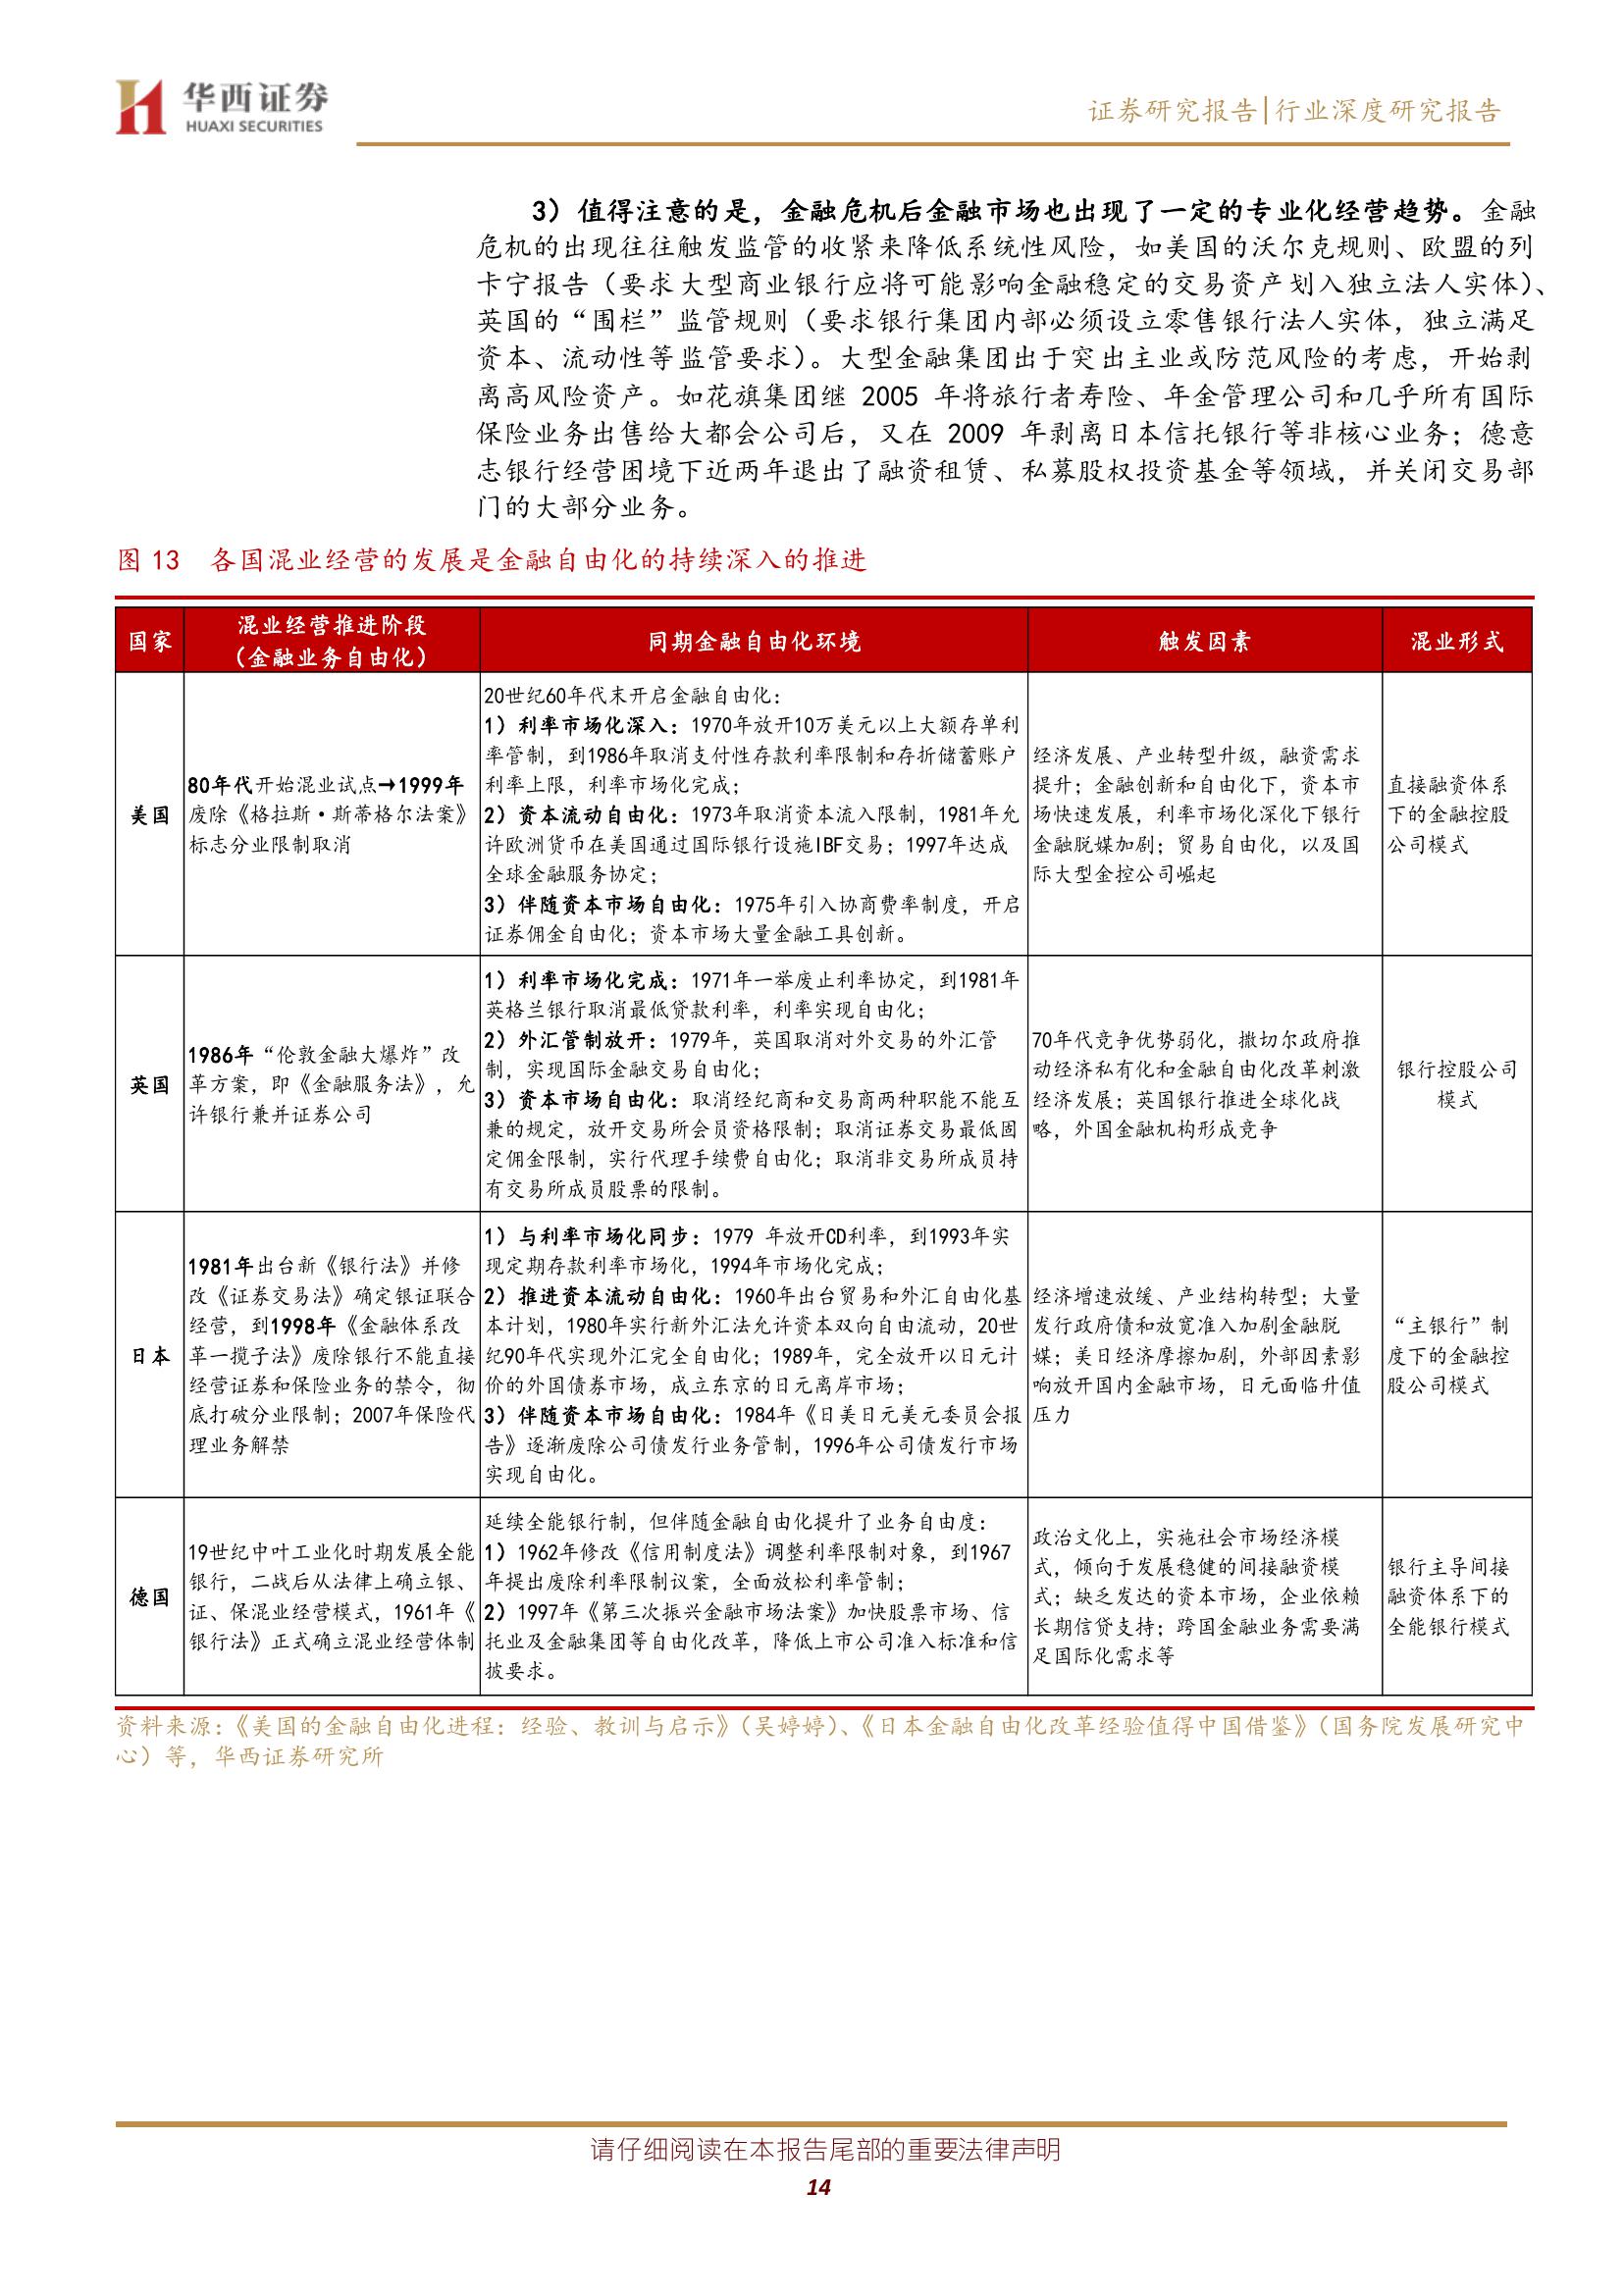 华西证券
HUAXI SECURITIES
证券研究报告|行业深度研究报告
3）值得注意的是，金融危机后金融市场也出现了一定的专业化经营趋势。金融
危机的出现往往触发监管的收紧来降低系统性风险，如美国的沃尔克规则、欧盟的列
卡宁报告（要求大型商业银行应将可能影响金融稳定的交易资产划入独立法人实体）、
英国的“围栏”监管规则（要求银行集团内部必须设立零售银行法人实体，独立满足
资本、流动性等监管要求）。大型金融集团出于突出主业或防范风险的考虑，开始剥
离高风险资产。如花旗集团继 2005 年将旅行者寿险、年金管理公司和几乎所有国际
保险业务出售给大都会公司后，又在 2009 年剥离日本信托银行等非核心业务；德意
志银行经营困境下近两年退出了融资租赁、私募股权投资基金等领域，并关闭交易部
门的大部分业务。
图 13 各国混业经营的发展是金融自由化的持续深入的推进
国家
混业经营推进阶段
（金融业务自由化）
同期金融自由化环境
触发因素
混业形式
美国
80年代开始混业试点→1999年
废除《格拉斯·斯蒂格尔法案》
标志分业限制取消
20世纪60年代末开启金融自由化：
1）利率市场化深入：1970年放开10万美元以上大额存单利
率管制，到1986年取消支付性存款利率限制和存折储蓄账户
利率上限，利率市场化完成；
2）资本流动自由化：1973年取消资本流入限制，1981年允
许欧洲货币在美国通过国际银行设施IBF交易；1997年达成
全球金融服务协定；
3）伴随资本市场自由化：1975年引入协商费率制度，开启
证券佣金自由化；资本市场大量金融工具创新。
经济发展、产业转型升级，融资需求
提升；金融创新和自由化下，资本市
场快速发展，利率市场化深化下银行
金融脱媒加剧；贸易自由化，以及国
际大型金控公司崛起
直接融资体系
下的金融控股
公司模式
英国
1986年“伦敦金融大爆炸”改
革方案，即《金融服务法》，允
许银行兼并证券公司
1）利率市场化完成：1971年一举废止利率协定，到1981年
英格兰银行取消最低贷款利率，利率实现自由化；
2）外汇管制放开：1979年，英国取消对外交易的外汇管
制，实现国际金融交易自由化；
3）资本市场自由化：取消经纪商和交易商两种职能不能互
兼的规定，放开交易所会员资格限制；取消证券交易最低固
定佣金限制，实行代理手续费自由化；取消非交易所成员持
有交易所成员股票的限制。
70年代竞争优势弱化，撒切尔政府推
动经济私有化和金融自由化改革刺激
经济发展；英国银行推进全球化战
略，外国金融机构形成竞争
银行控股公司
模式
日本
1981年出台新《银行法》并修
改《证券交易法》确定银证联合
经营，到1998年《金融体系改
革一揽子法》废除银行不能直接
经营证券和保险业务的禁令，彻
底打破分业限制；2007年保险代
理业务解禁
1）与利率市场化同步：1979 年放开CD利率，到1993年实
现定期存款利率市场化，1994年市场化完成；
2）推进资本流动自由化：1960年出台贸易和外汇自由化基
本计划，1980年实行新外汇法允许资本双向自由流动，20世
纪90年代实现外汇完全自由化；1989年，完全放开以日元计
价的外国债券市场，成立东京的日元离岸市场；
3）伴随资本市场自由化：1984年《日美日元美元委员会报
告》逐渐废除公司债发行业务管制，1996年公司债发行市场
实现自由化。
经济增速放缓、产业结构转型；大量
发行政府债和放宽准入加剧金融脱
媒；美日经济摩擦加剧，外部因素影
响放开国内金融市场，日元面临升值
压力
“主银行”制
度下的金融控
股公司模式
德国
19世纪中叶工业化时期发展全能
银行，二战后从法律上确立银、
证、保混业经营模式，1961年《
银行法》正式确立混业经营体制
延续全能银行制，但伴随金融自由化提升了业务自由度：
1）1962年修改《信用制度法》调整利率限制对象，到1967
年提出废除利率限制议案，全面放松利率管制；
2）1997年《第三次振兴金融市场法案》加快股票市场、信
托业及金融集团等自由化改革，降低上市公司准入标准和信
披要求。
政治文化上，实施社会市场经济模
式，倾向于发展稳健的间接融资模
式；缺乏发达的资本市场，企业依赖
长期信贷支持；跨国金融业务需要满
足国际化需求等
银行主导间接
融资体系下的
全能银行模式
资料来源：《美国的金融自由化进程：经验、教训与启示》（吴婷婷）、《日本金融自由化改革经验值得中国借鉴》（国务院发展研究中
心）等，华西证券研究所
请仔细阅读在本报告尾部的重要法律声明
14